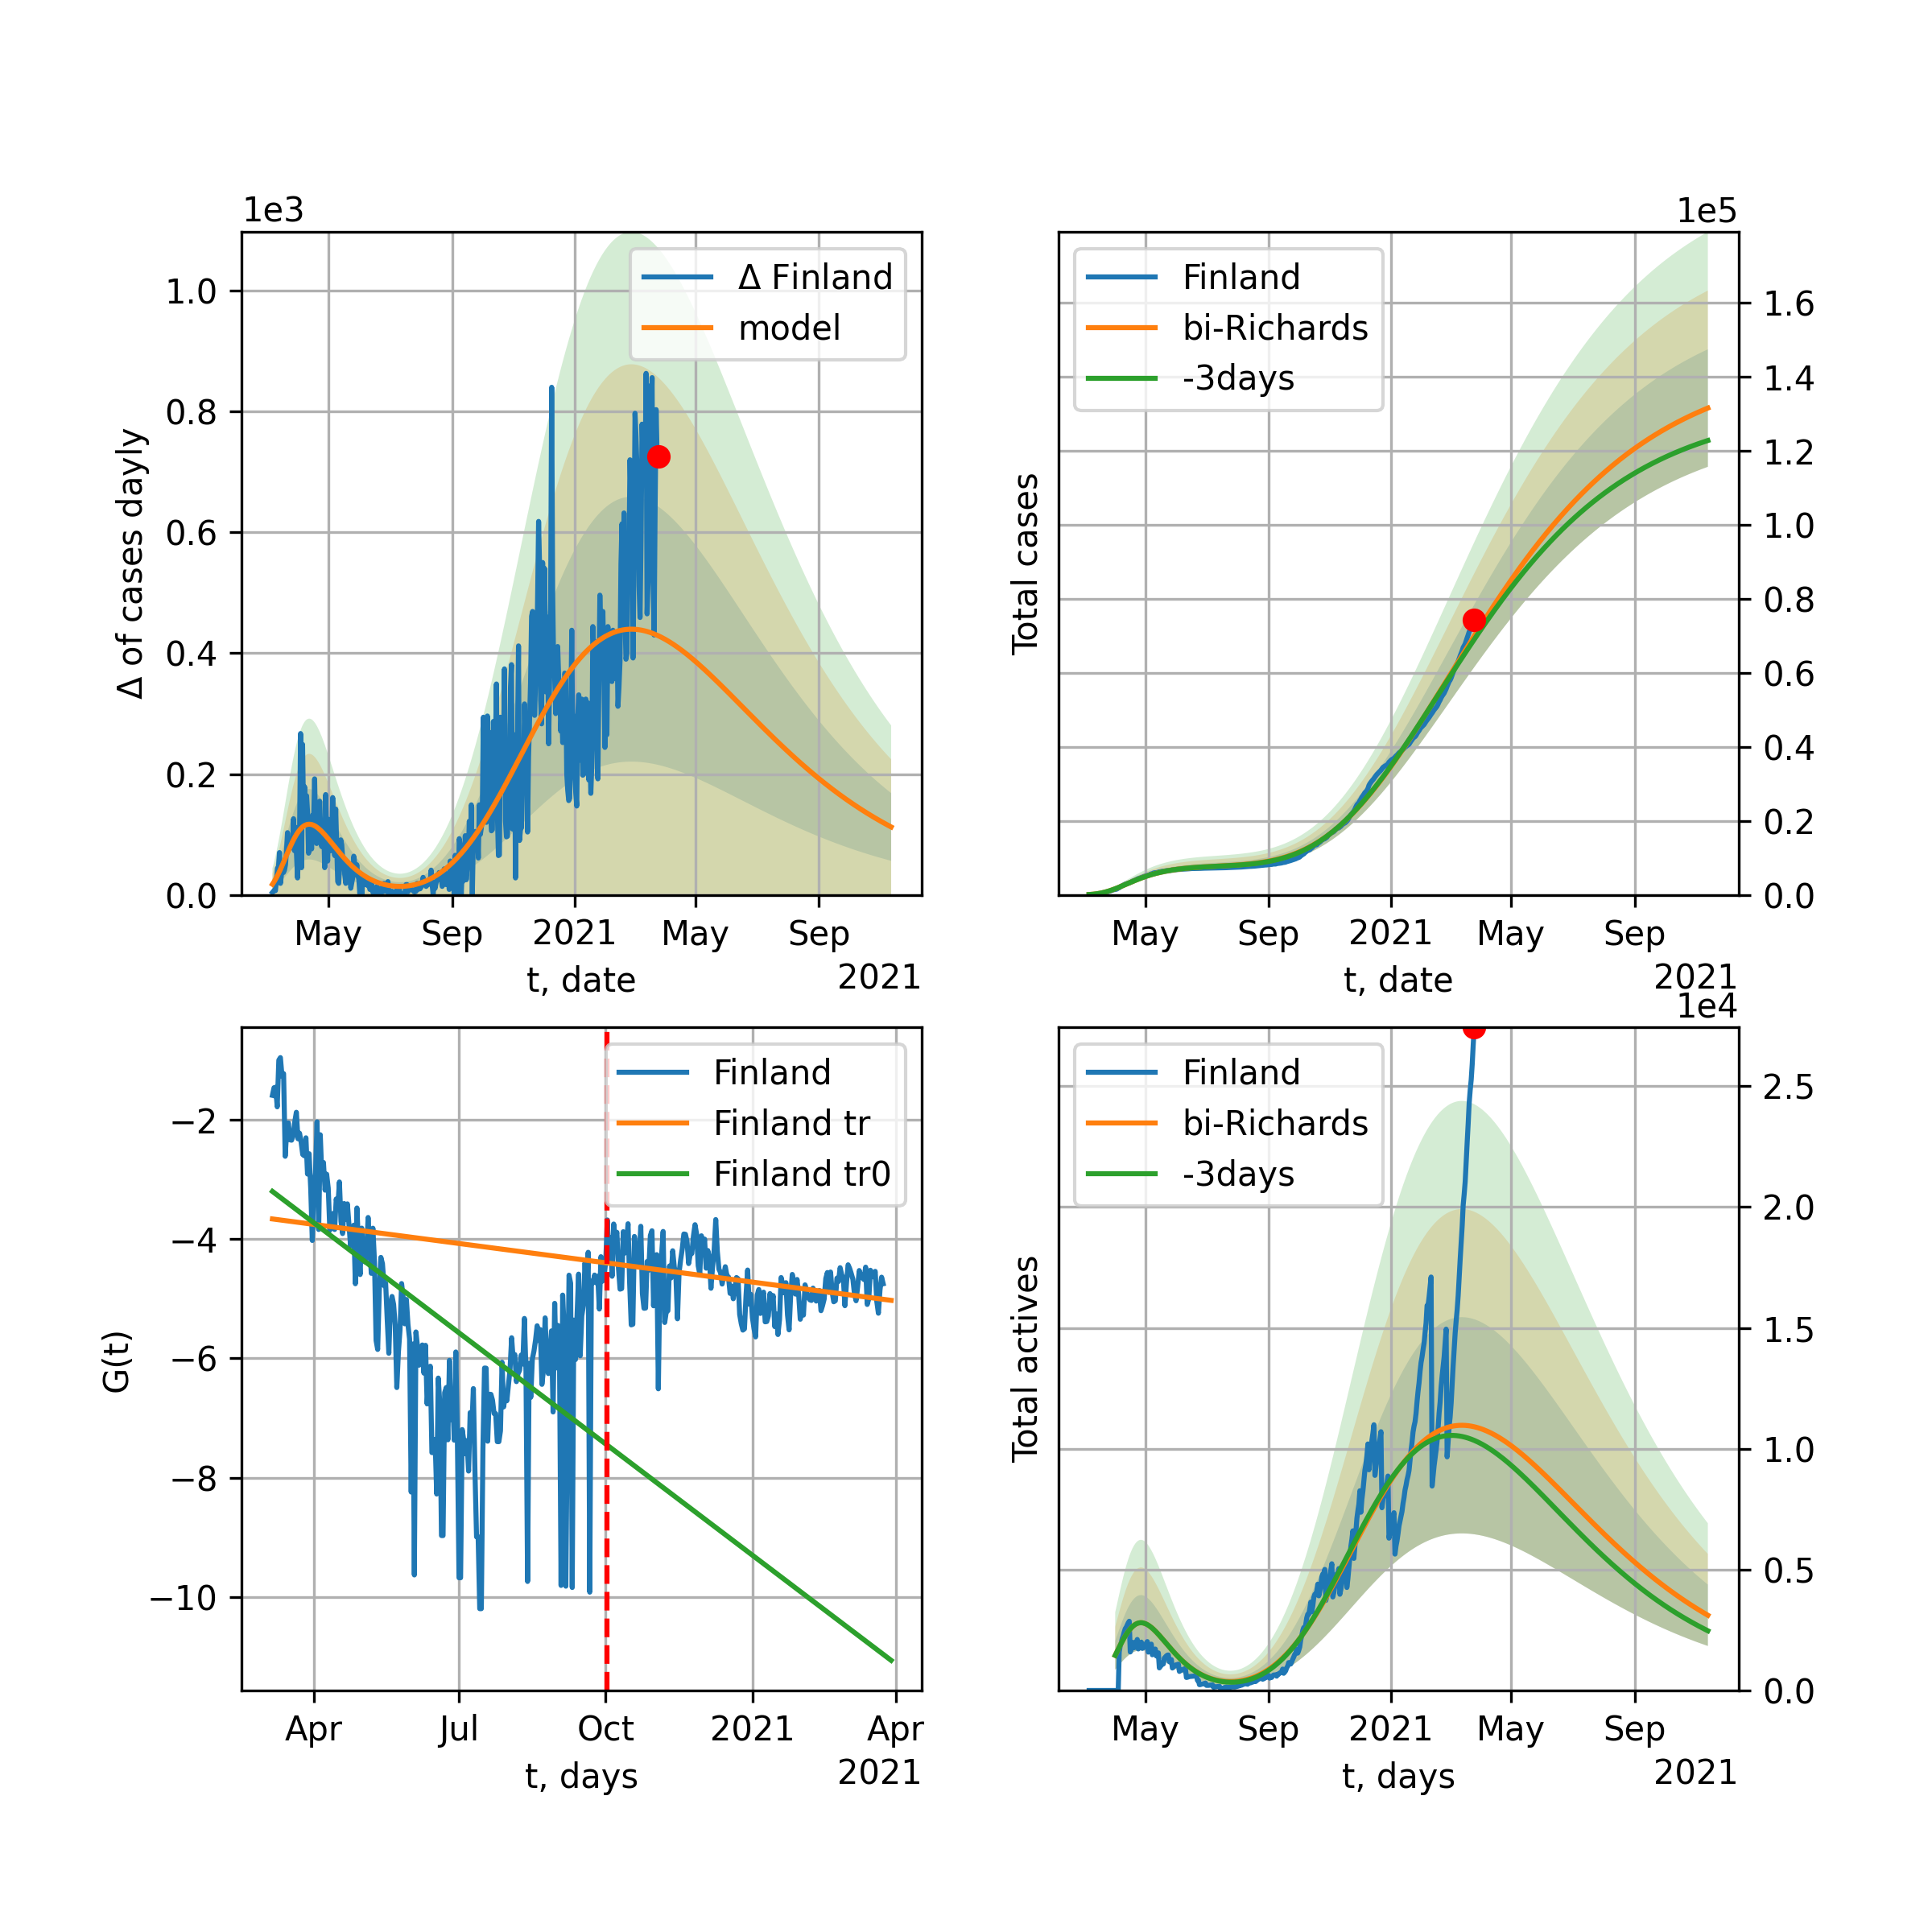 1e3
1.0
0.8
0.6
0.4
0.2
0.0
Δ of cases dayly
Δ Finland
model
May
Sep
2021
May
Sep
t, date
2021
1e5
Finland
bi-Richards
-3days
Total cases
1.6
1.4
1.2
1.0
0.8
0.6
0.4
0.2
0.0
May
Sep
2021
May
Sep
t, date
2021
−2
−4
−6
−8
−10
G(t)
Finland
Finland tr
Finland tr0
Apr
Jul
Oct
2021
Apr
t, days
2021
1e4
Finland
bi-Richards
-3days
Total actives
2.5
2.0
1.5
1.0
0.5
0.0
May
Sep
2021
May
Sep
t, days
2021